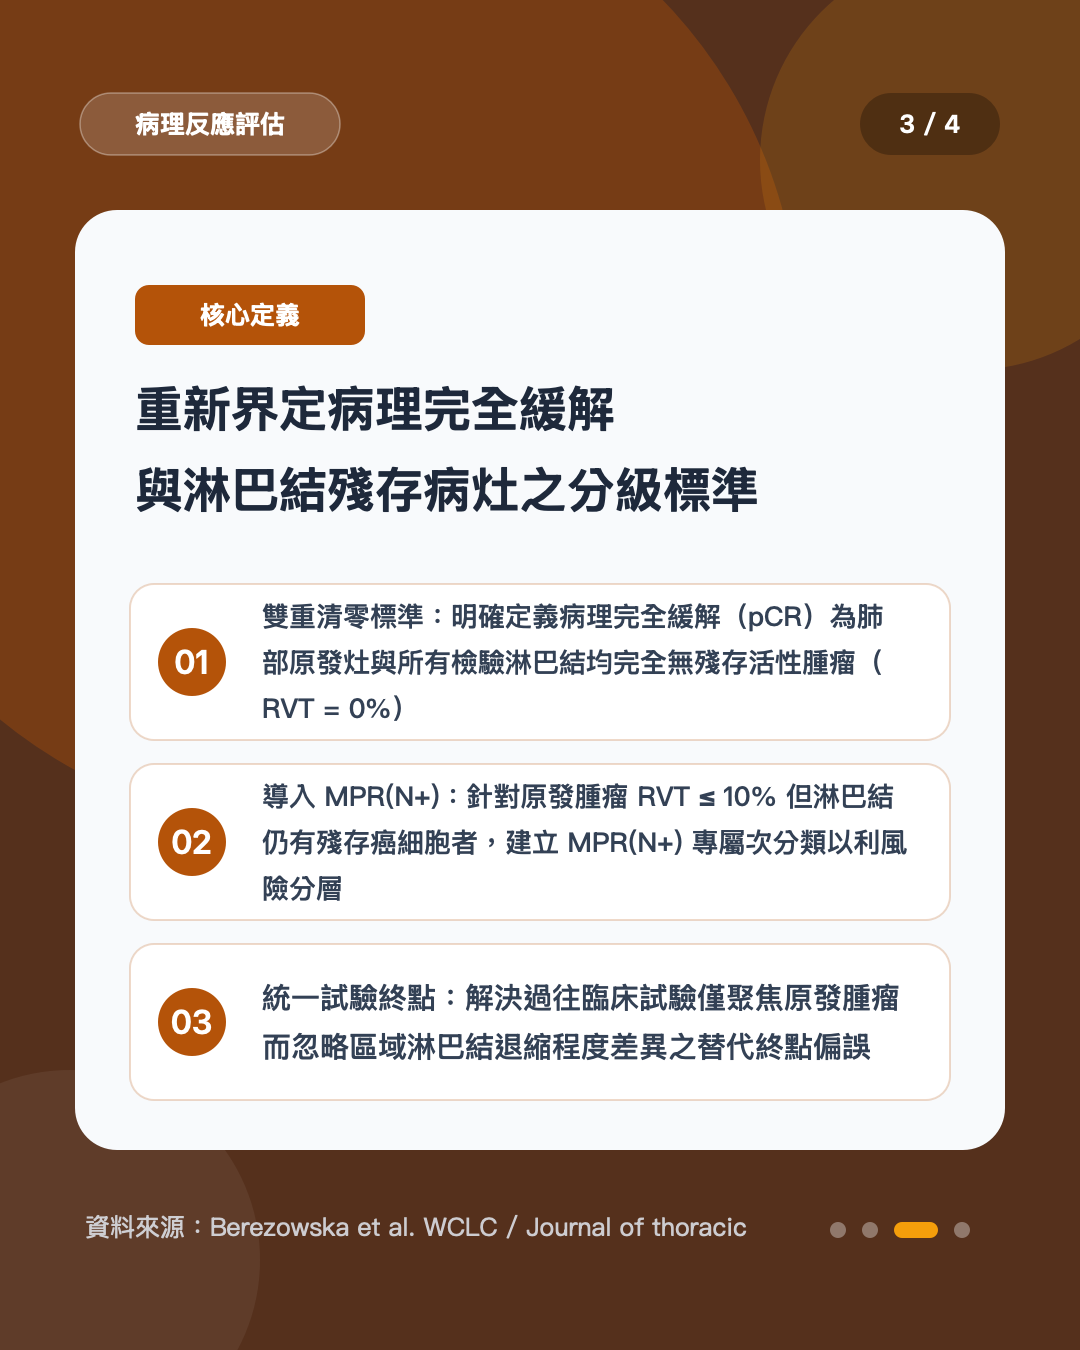 病理反應評估
3 / 4
核心定義
重新界定病理完全緩解
與淋巴結殘存病灶之分級標準
01
雙重清零標準：明確定義病理完全緩解（pCR）為肺
部原發灶與所有檢驗淋巴結均完全無殘存活性腫瘤（
RVT = 0%）
02
導入 MPR(N+)：針對原發腫瘤 RVT ≤ 10% 但淋巴結
仍有殘存癌細胞者，建立 MPR(N+) 專屬次分類以利風
險分層
03
統一試驗終點：解決過往臨床試驗僅聚焦原發腫瘤
而忽略區域淋巴結退縮程度差異之替代終點偏誤
資料來源：Berezowska et al. WCLC / Journal of thoracic